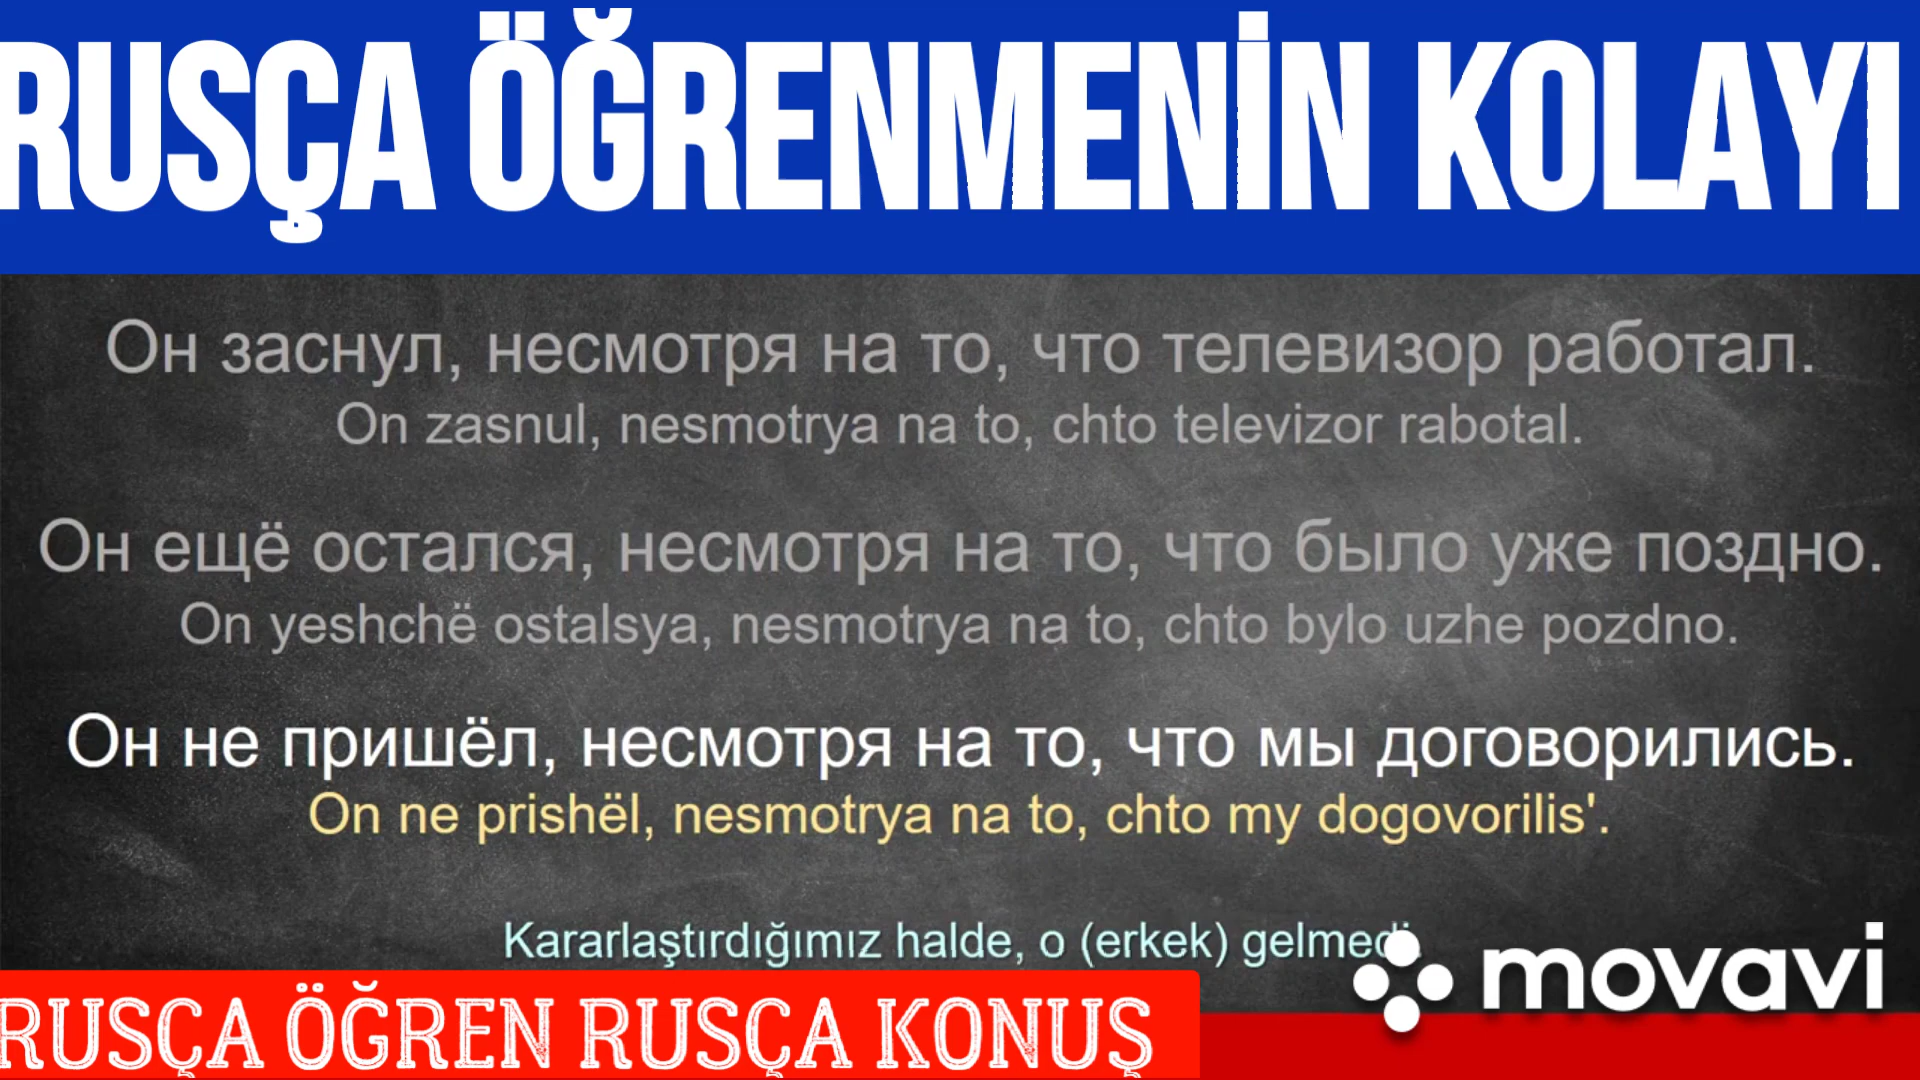 RUSÇA ÖĞRENMENİN KOLAYI
Он заснул, несмотря на то, что телевизор работал.
On zasnul, nesmotrya na to, chto televizor rabotal.
Он ещё остался, несмотря на то, что было уже поздно.
On yeshchë ostalsya, nesmotrya na to, chto bylo uzhe pozdno.
Он не пришёл, несмотря на то, что мы договорились.
On ne prishël, nesmotrya na to, chto my dogovorilis'.
Kararlaştırdığımız halde, o (erkek) gelmedi.
movavi
RUSÇA ÖĞREN RUSÇA KONUŞ